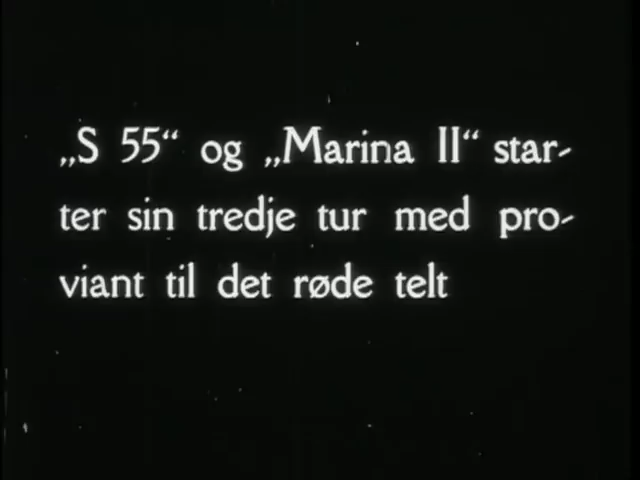 „S 55“ og „Marina II“ star-
ter sin tredje tur med pro-
viant til det røde telt